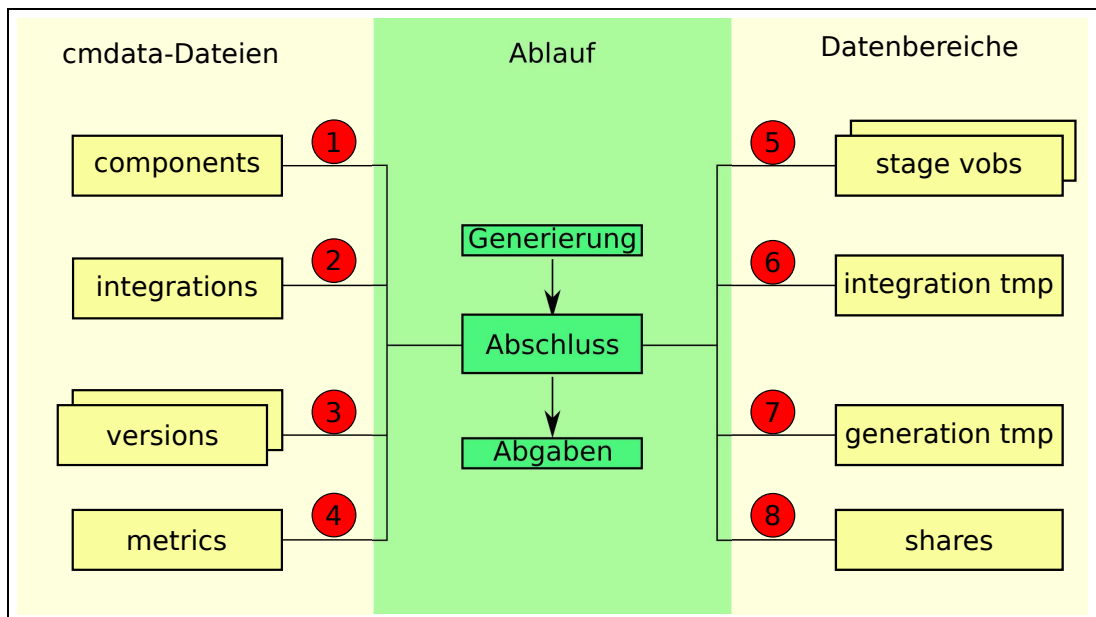 cmdata-Dateien
Ablauf
Datenbereiche
1
components
5
stage vobs
Generierung
2
integrations
6
integration tmp
Abschluss
3
versions
7
generation tmp
Abgaben
4
metrics
8
shares